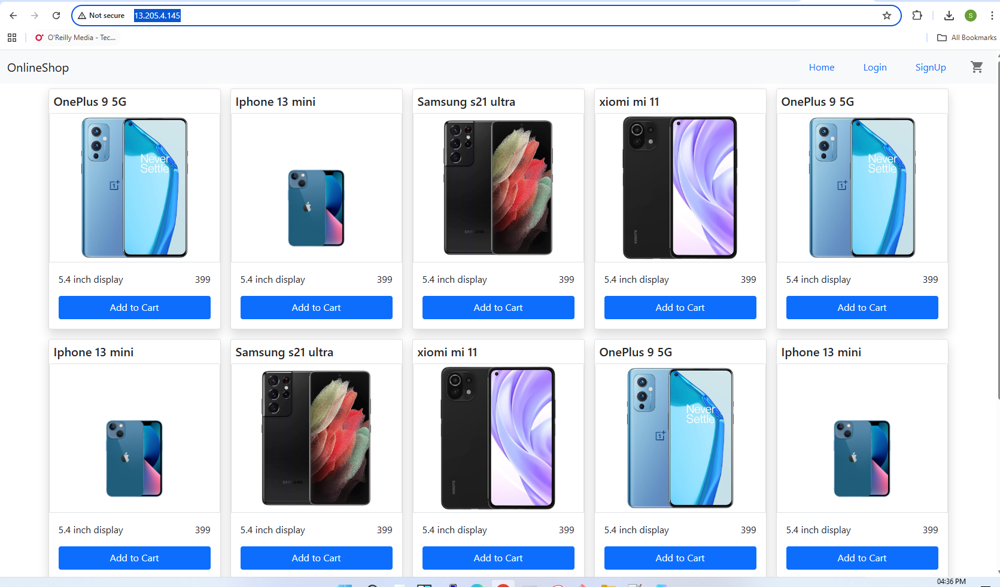 Not secure 13.205.4.145
S
O'Reilly Media - Tec...
All Bookmarks
OnlineShop
Home Login SignUp
OnePlus 9 5G Iphone 13 mini Samsung s21 ultra xiomi mi 11 OnePlus 9 5G
Never Never
Settle Settle
SAMSUNG
xiaomi
5.4 inch display 399 5.4 inch display 399 5.4 inch display 399 5.4 inch display 399 5.4 inch display 399
Add to Cart Add to Cart Add to Cart Add to Cart Add to Cart
Iphone 13 mini Samsung s21 ultra xiomi mi 11 OnePlus 9 5G Iphone 13 mini
Never
Settle
SAMSUNG
xiaomi
5.4 inch display 399 5.4 inch display 399 5.4 inch display 399 5.4 inch display 399 5.4 inch display 399
Add to Cart Add to Cart Add to Cart Add to Cart Add to Cart
04:36 PM